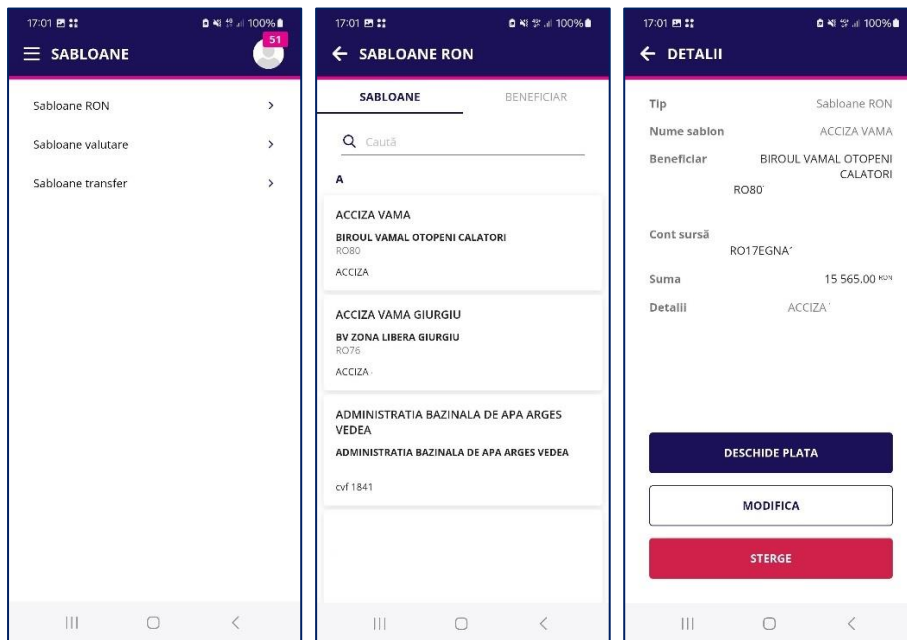 17:01 100%
SABLOANE
51
Sabloane RON
Sabloane valutare
Sabloane transfer
17:01 100%
SABLOANE RON
SABLOANE BENEFICIAR
Caută
A
ACCIZA VAMA
BIROUL VAMAL OTOPENI CALATORI
RO80
ACCIZA
ACCIZA VAMA GIURGIU
BV ZONA LIBERA GIURGIU
RO76
ACCIZA
ADMINISTRATIA BAZINALA DE APA ARGES
VEDEA
ADMINISTRATIA BAZINALA DE APA ARGES VEDEA
cvf 1841
17:01 100%
DETALII
Tip Sabloane RON
Nume sablon ACCIZA VAMA
Beneficiar BIROUL VAMAL OTOPENI
CALATORI
RO80
Cont sursă
RO17EGNA
Suma 15 565.00 RON
Detalii ACCIZA
DESCHIDE PLATA
MODIFICA
STERGE